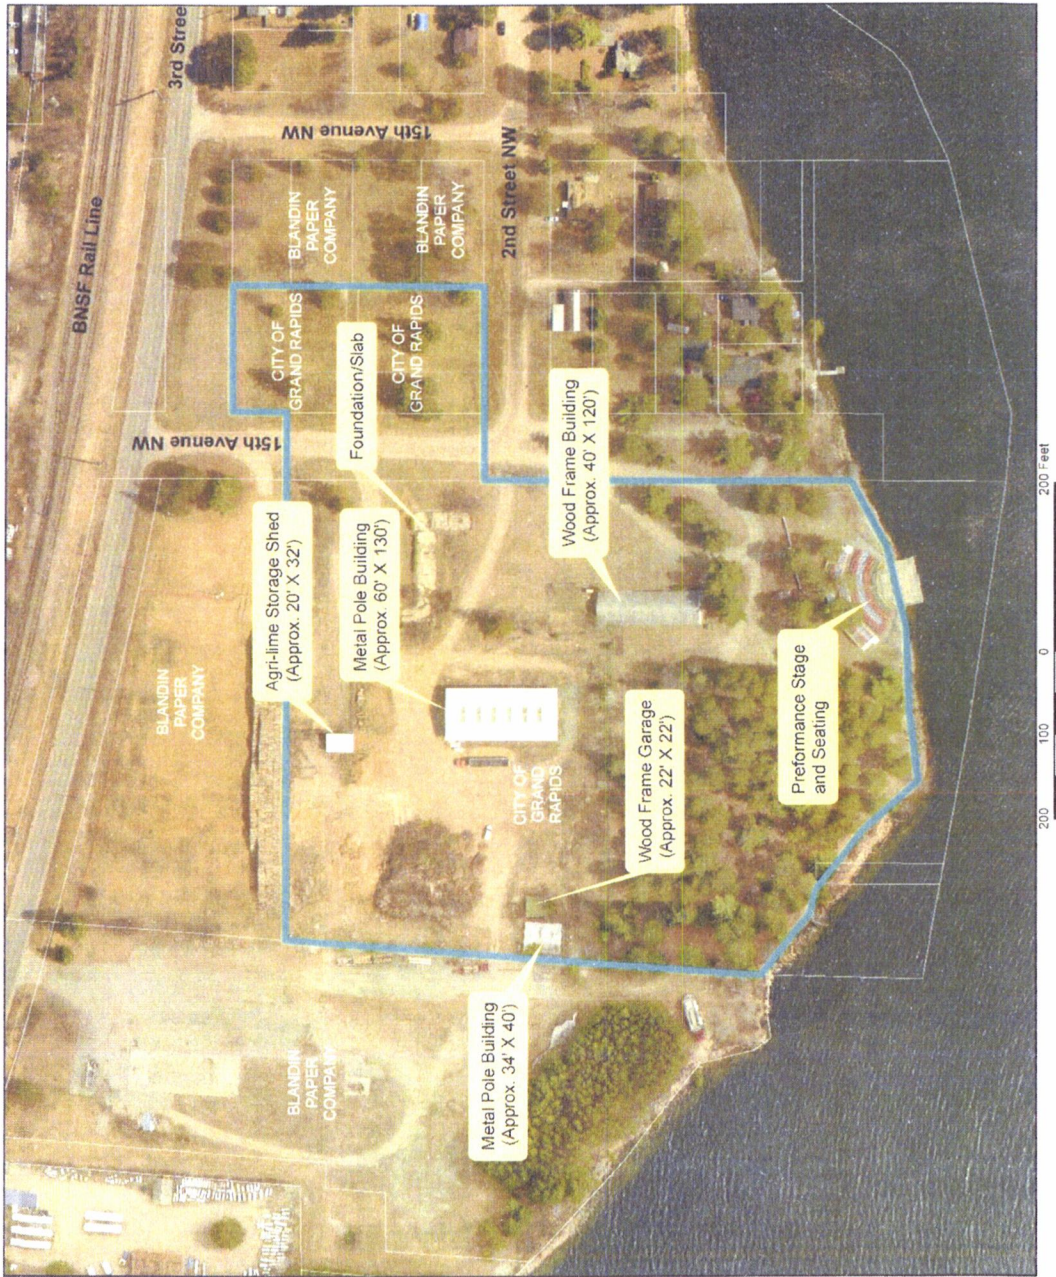 BNSF Rail Line
3rd Stree
BLANDIN
PAPER
COMPANY
15th Avenue NW
15th Avenue NW
Agri-lime Storage Shed
(Approx. 20' X 32')
CITY OF
GRAND RAPIDS
BLANDIN
PAPER
COMPANY
BLANDIN
PAPER
COMPANY
Metal Pole Building
(Approx. 60' X 130')
Foundation/Slab
CITY OF
GRAND RAPIDS
BLANDIN
PAPER
COMPANY
Metal Pole Building
(Approx. 34' X 40')
CITY OF
GRAND
RAPIDS
2nd Street NW
Wood Frame Building
(Approx. 40' X 120')
Wood Frame Garage
(Approx. 22' X 22')
Preformance Stage
and Seating
200 100 0 200 Feet